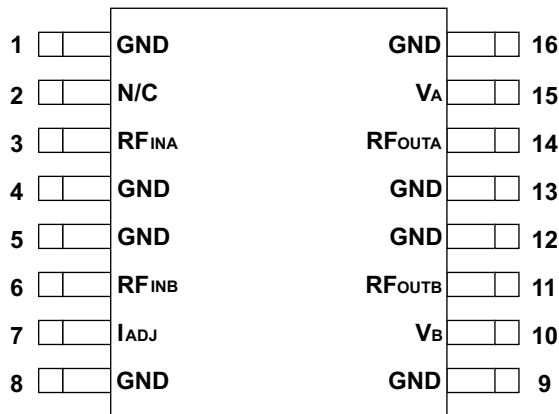 1 GND GND 16
2 N/C VA 15
3 RFINA RFOUTA 14
4 GND GND 13
5 GND GND 12
6 RFINB RFOUTB 11
7 IADJ VB 10
8 GND GND 9